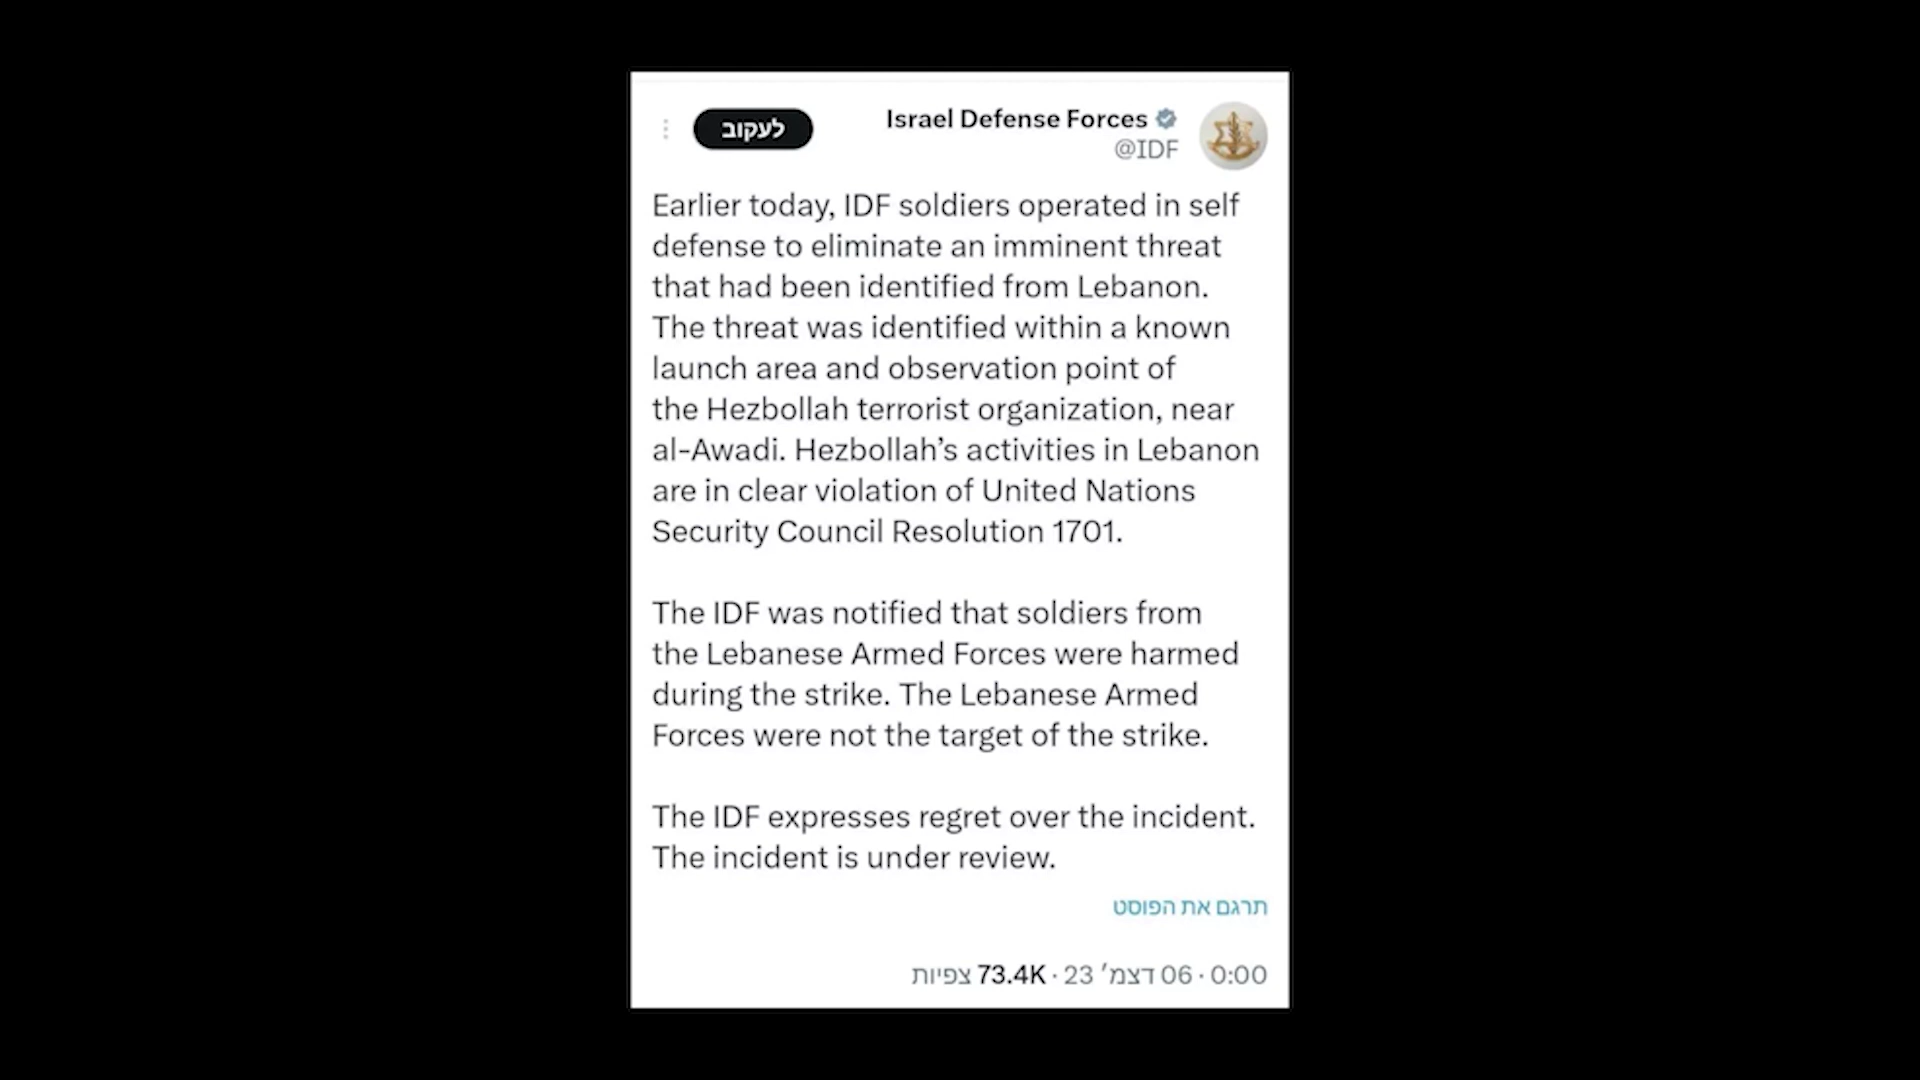 Israel Defense Forces
@IDF
לעקוב
Earlier today, IDF soldiers operated in self
defense to eliminate an imminent threat
that had been identified from Lebanon.
The threat was identified within a known
launch area and observation point of
the Hezbollah terrorist organization, near
al-Awadi. Hezbollah’s activities in Lebanon
are in clear violation of United Nations
Security Council Resolution 1701.
The IDF was notified that soldiers from
the Lebanese Armed Forces were harmed
during the strike. The Lebanese Armed
Forces were not the target of the strike.
The IDF expresses regret over the incident.
The incident is under review.
תרגם את הפוסט
0:00 · 06 דצמ׳ 23 · 73.4K צפיות